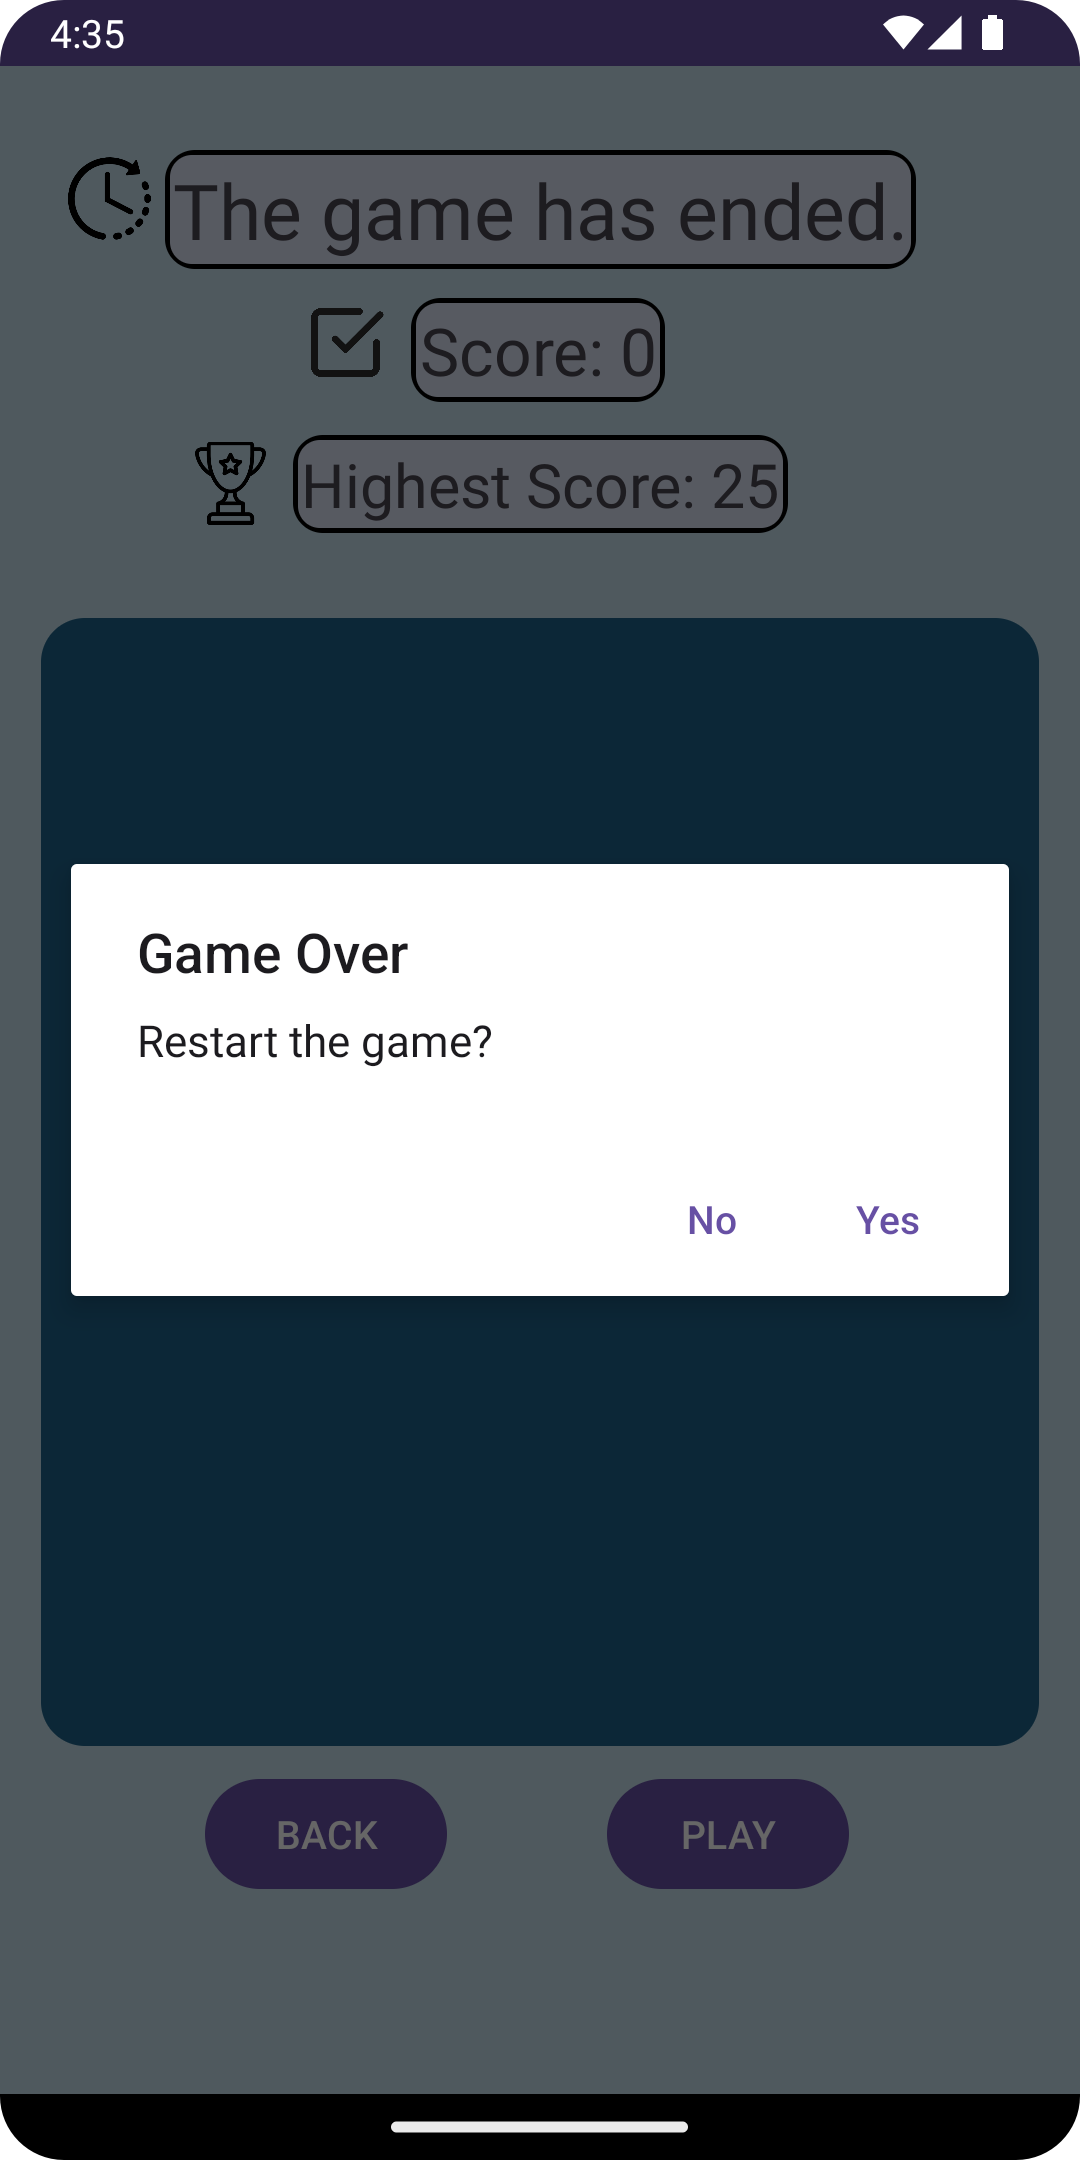 4:35
The game has ended.
Score: 0
Highest Score: 25
Game Over
Restart the game?
No Yes
BACK PLAY